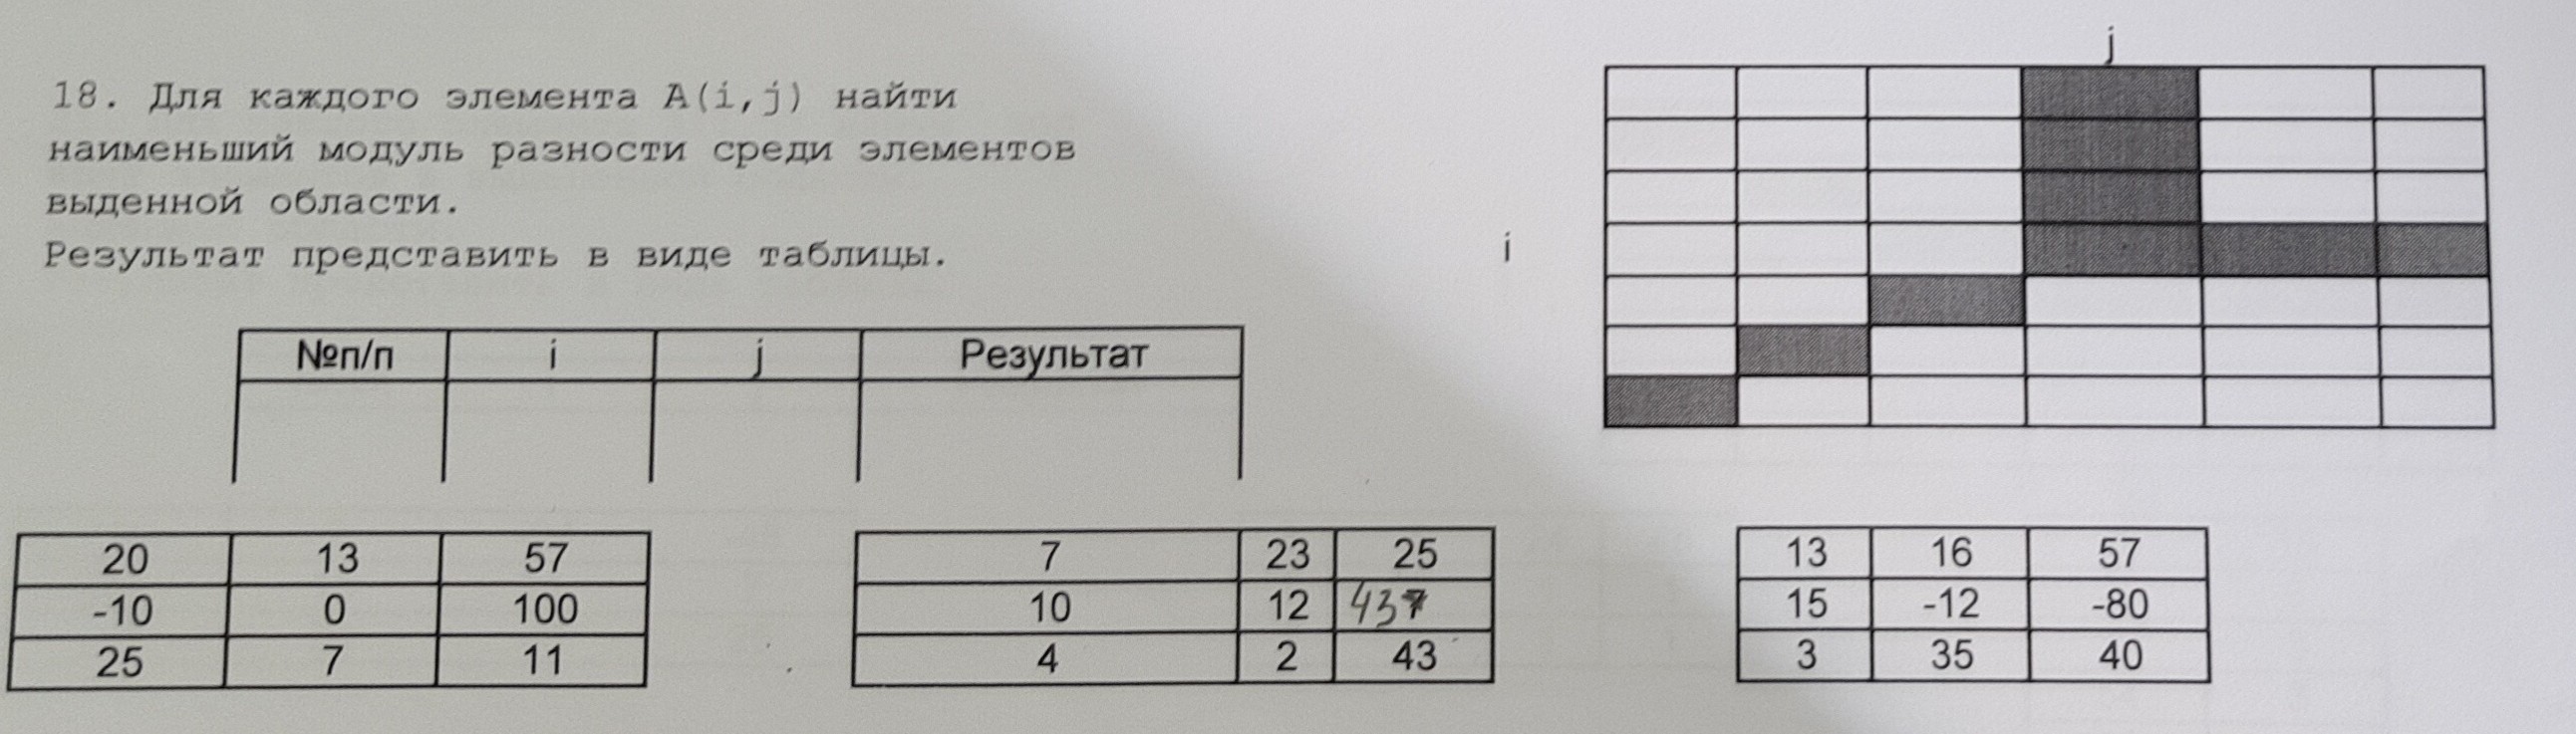 j
18. Для каждого элемента A(i,j) найти
наименьший модуль разности среди элементов
выденной области.
Результат представить в виде таблицы.
i
№п/п i j Результат
20 13 57
-10 0 100
25 7 11
7 23 25
10 12 43
4 2 43
13 16 57
15 -12 -80
3 35 40